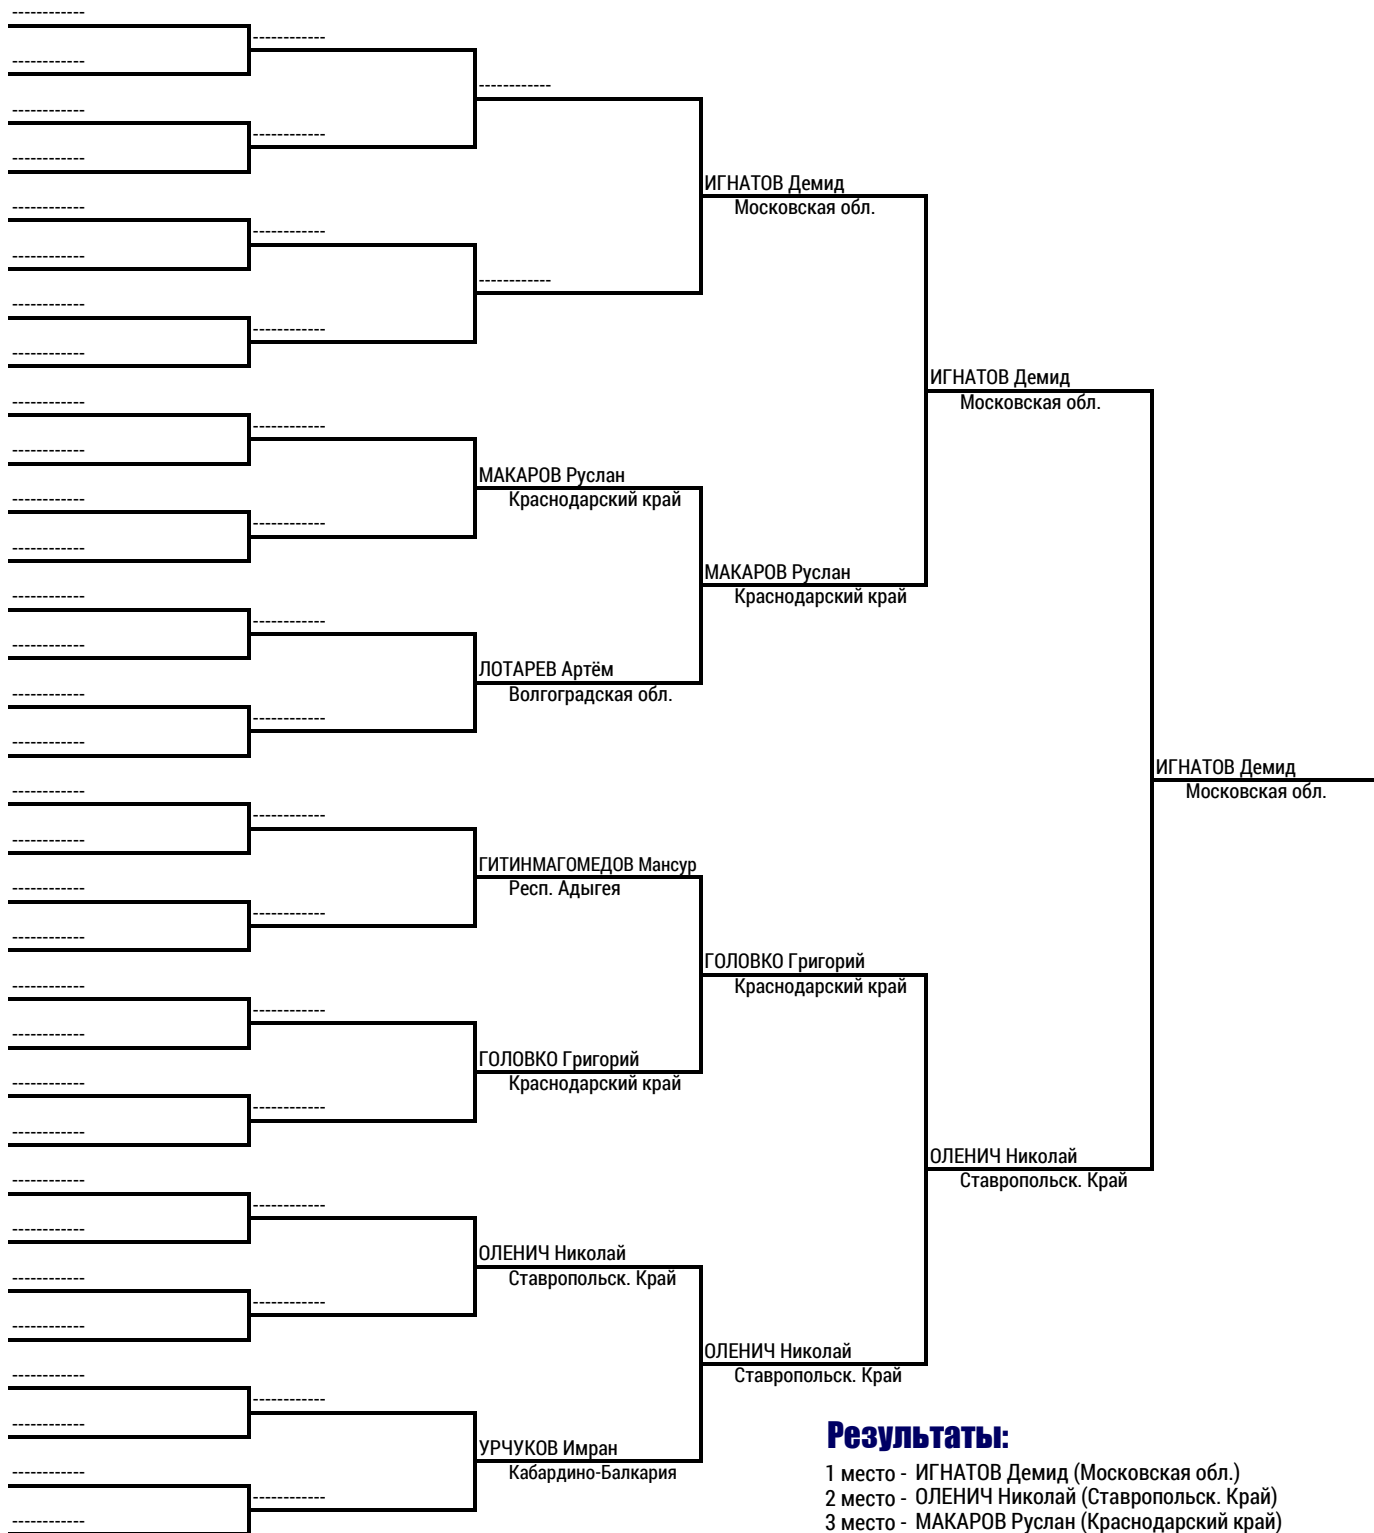 ------------
------------
------------
------------
------------
------------
------------
------------
------------
------------
------------
------------
ИГНАТОВ Демид
Московская обл.
------------
------------
------------
------------
ИГНАТОВ Демид
Московская обл.
------------
------------
------------
МАКАРОВ Руслан
Краснодарский край
------------
------------
------------
МАКАРОВ Руслан
Краснодарский край
------------
------------
------------
ЛОТАРЕВ Артём
Волгоградская обл.
------------
------------
------------
ИГНАТОВ Демид
Московская обл.
------------
------------
------------
ГИТИНМАГОМЕДОВ Мансур
Респ. Адыгея
------------
------------
------------
ГОЛОВКО Григорий
Краснодарский край
------------
------------
------------
ГОЛОВКО Григорий
Краснодарский край
------------
------------
------------
ОЛЕНИЧ Николай
Ставропольск. Край
------------
------------
------------
ОЛЕНИЧ Николай
Ставропольск. Край
------------
------------
------------
ОЛЕНИЧ Николай
Ставропольск. Край
------------
------------
------------
УРЧУКОВ Имран
Кабардино-Балкария
------------
------------
------------
Результаты:
1 место - ИГНАТОВ Демид (Московская обл.)
2 место - ОЛЕНИЧ Николай (Ставропольск. Край)
3 место - МАКАРОВ Руслан (Краснодарский край)